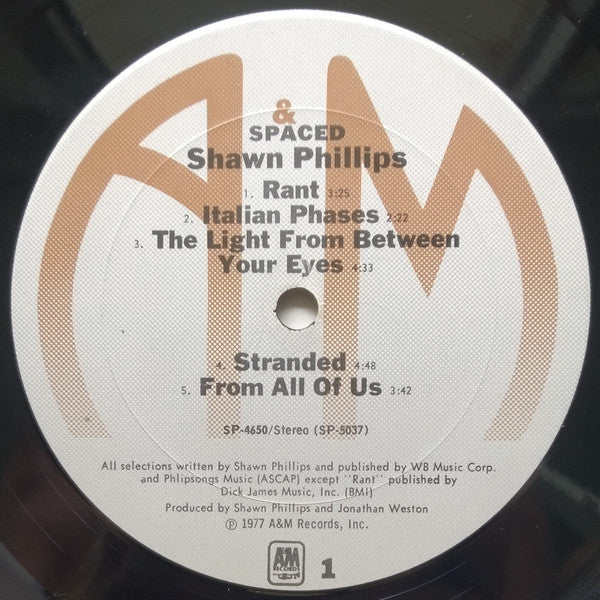 A&M
SPACED
Shawn Phillips
1. Rant 3:25
2. Italian Phases 2:22
3. The Light From Between
Your Eyes 4:33
4. Stranded 4:48
5. From All Of Us 3:42
SP-4650/Stereo (SP-5037)
All selections written by Shawn Phillips and published by WB Music Corp.
and Phlipsongs Music (ASCAP) except "Rant" published by
Dick James Music, Inc. (BMI)
Produced by Shawn Phillips and Jonathan Weston
℗ 1977 A&M Records, Inc.
A&M
RECORDS
1